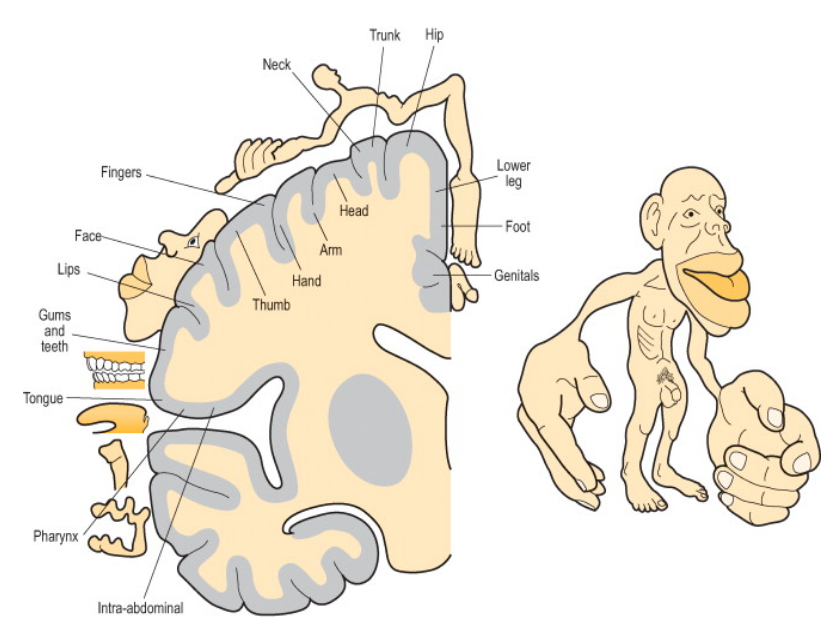 Trunk
Hip
Neck
Lower
leg
Fingers
Head
Foot
Face
Arm
Lips
Hand
Genitals
Thumb
Gums
and
teeth
Tongue
Pharynx
Intra-abdominal